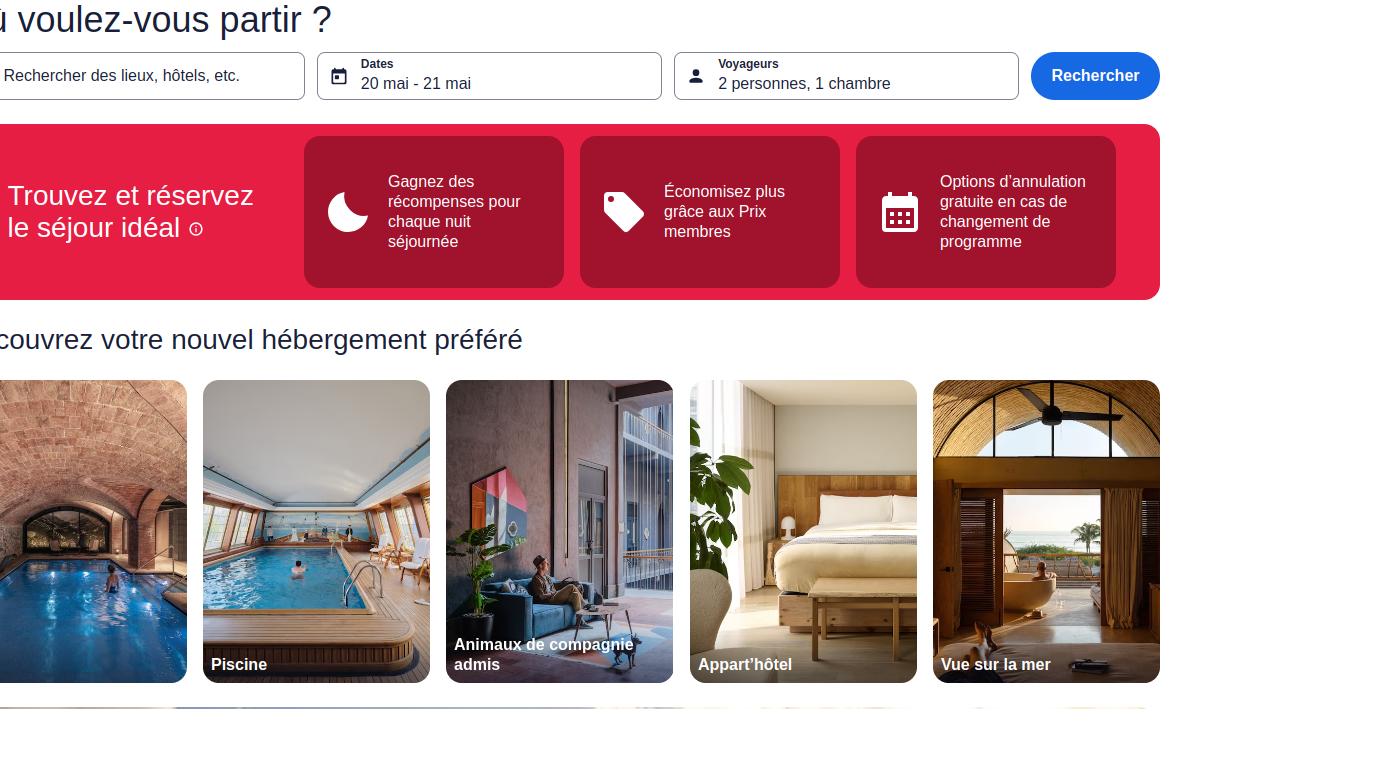 ù voulez-vous partir ?
Rechercher des lieux, hôtels, etc.
Dates
20 mai - 21 mai
Voyageurs
2 personnes, 1 chambre
Rechercher
Trouvez et réservez
le séjour idéal
Gagnez des
récompenses pour
chaque nuit
séjournée
Économisez plus
grâce aux Prix
membres
Options d’annulation
gratuite en cas de
changement de
programme
couvrez votre nouvel hébergement préféré
Piscine
Animaux de compagnie
admis
Appart’hôtel
Vue sur la mer